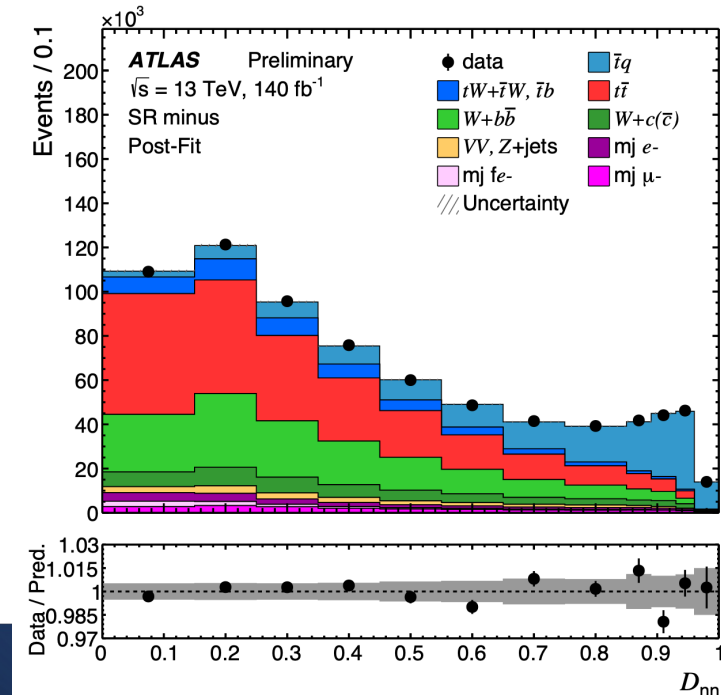 ×10³
Events / 0.1
200
180
160
140
120
100
80
60
40
20
0
ATLAS Preliminary
√s = 13 TeV, 140 fb⁻¹
SR minus
Post-Fit
data
t̄q
tW+t̄W, t̄b
tt̄
W+bb̄
W+c(c̄)
VV, Z+jets
mj e-
mj fe-
mj μ-
Uncertainty
Data / Pred.
1.03
1.015
1
0.985
0.97
0 0.1 0.2 0.3 0.4 0.5 0.6 0.7 0.8 0.9 1
Dnn